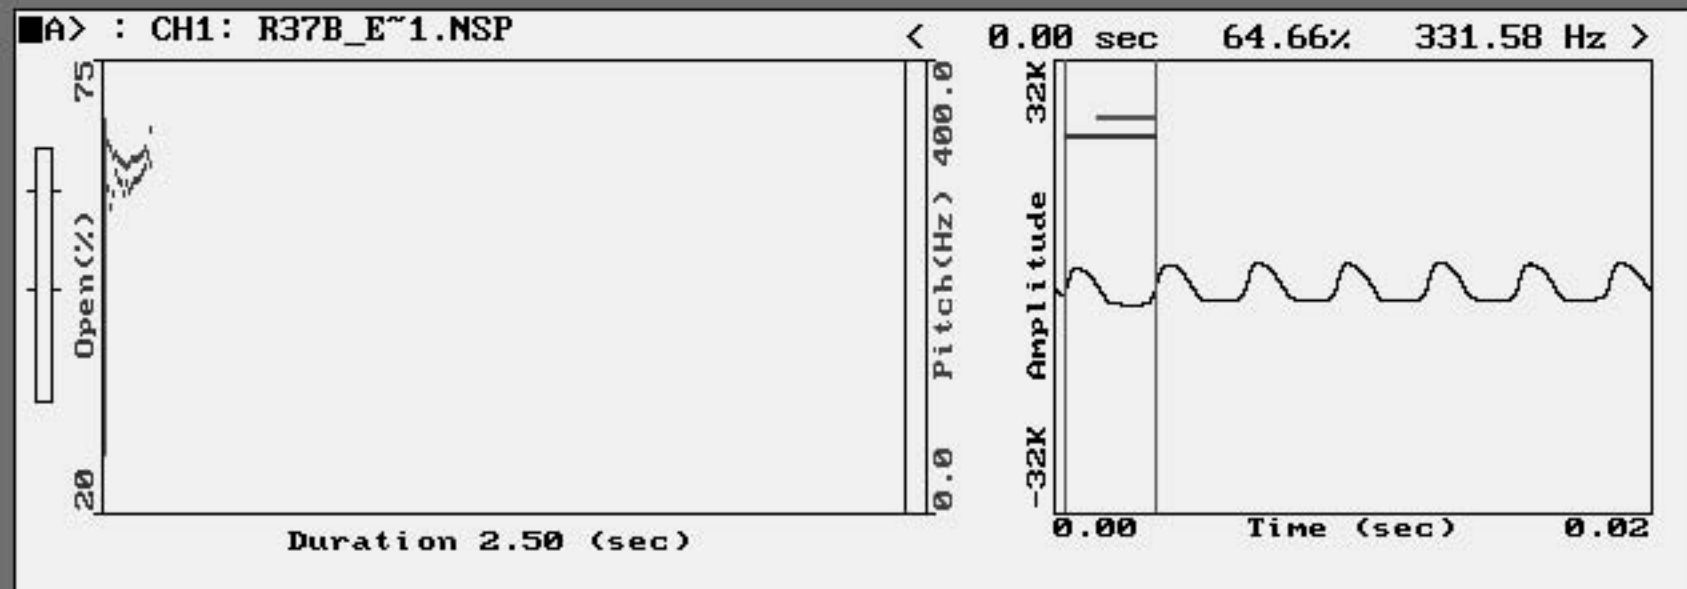 A> : CH1: R37B_E~1.NSP
< 0.00 sec 64.66% 331.58 Hz >
75
Open(%)
20
400.0
Pitch(Hz)
0.0
Duration 2.50 (sec)
32K
Amplitude
-32K
0.00 Time (sec) 0.02